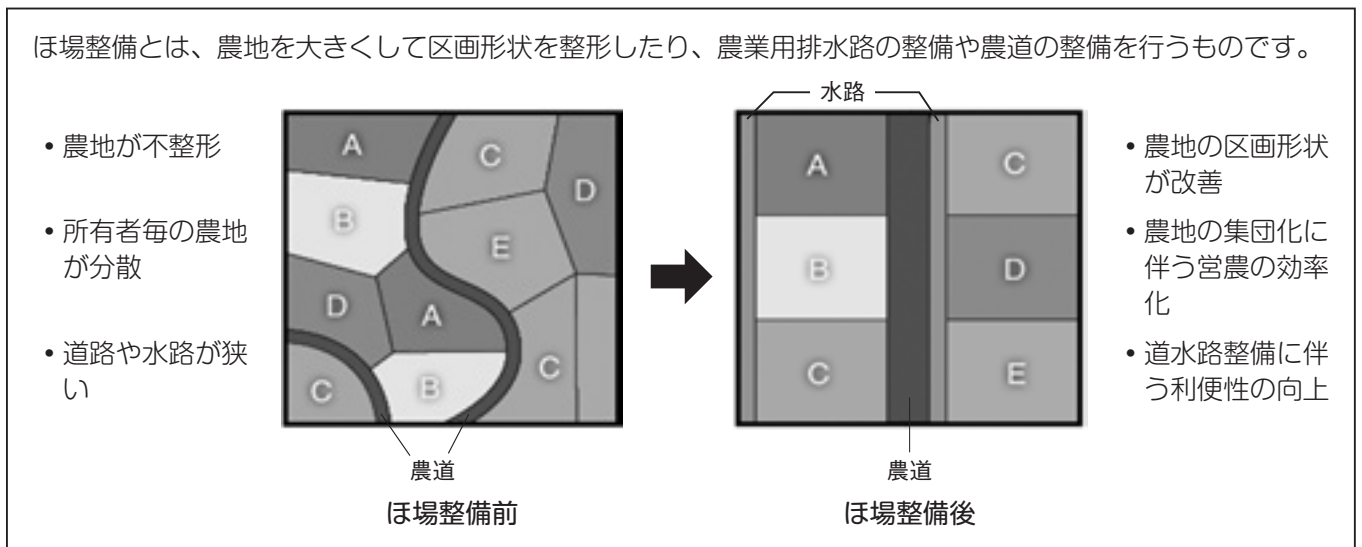 ほ場整備とは、農地を大きくして区画形状を整形したり、農業用排水路の整備や農道の整備を行うものです。
• 農地が不整形
• 所有者毎の農地
が分散
• 道路や水路が狭
い
A
C
D
B
E
D
A
C
B
C
農道
ほ場整備前
水路
A
C
B
D
C
E
農道
ほ場整備後
• 農地の区画形状
が改善
• 農地の集団化に
伴う営農の効率
化
• 道水路整備に伴
う利便性の向上